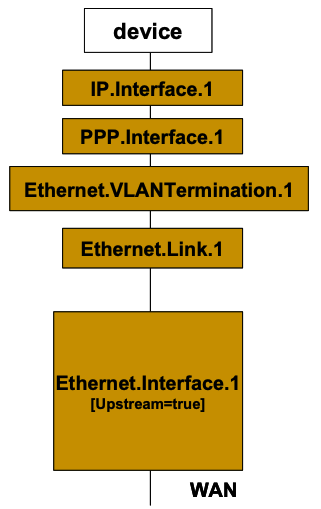 device
IP.Interface.1
PPP.Interface.1
Ethernet.VLANTermination.1
Ethernet.Link.1
Ethernet.Interface.1
[Upstream=true]
WAN